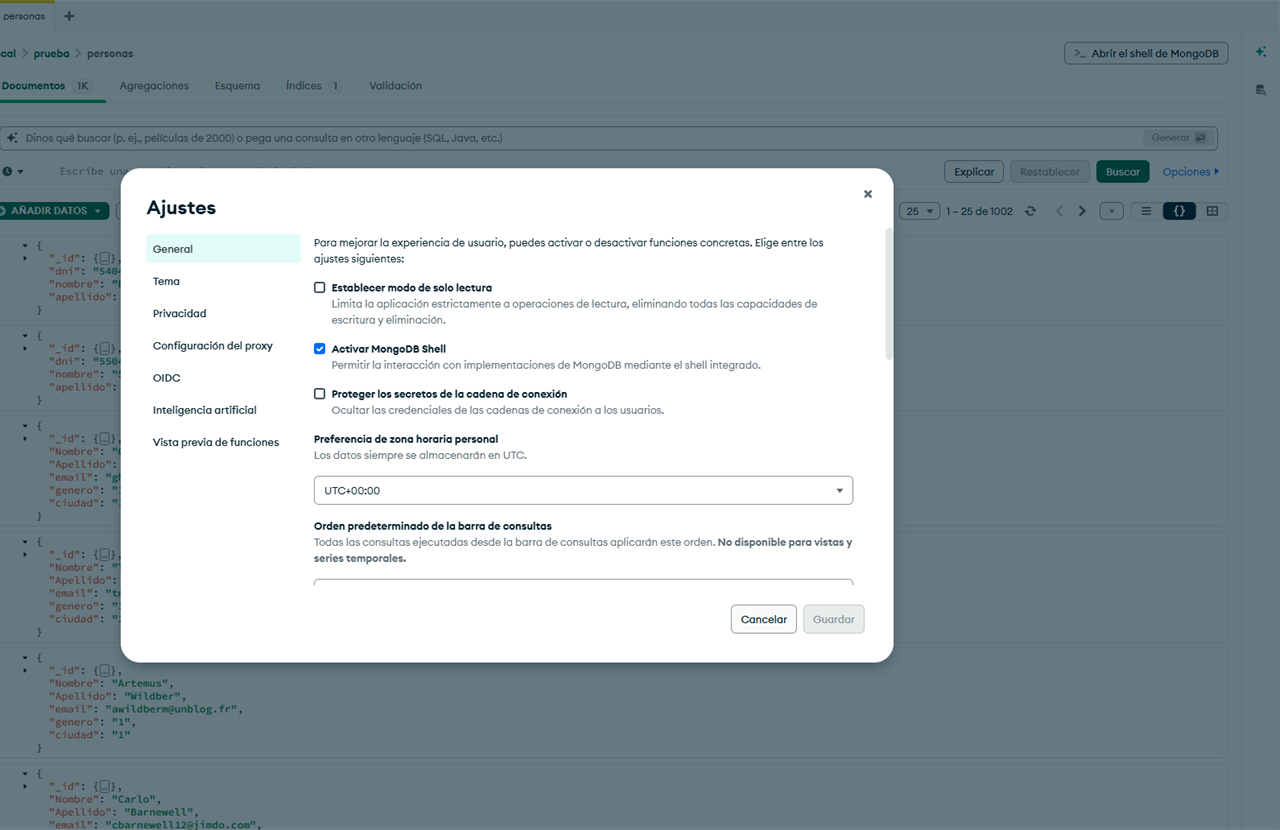 personas
cal > prueba > personas
>_ Abrir el shell de MongoDB
Documentos 1K Agregaciones Esquema Índices 1 Validación
Dinos qué buscar (p. ej., películas de 2000) o pega una consulta en otro lenguaje (SQL, Java, etc.)
Generar
Escribe una
Explicar Restablecer Buscar Opciones
AÑADIR DATOS
25 1 – 25 de 1002
{
"_id": {…},
"dni": "5404
"nombre":
"apellido":
}
{
"_id": {…},
"dni": "5504
"nombre":
"apellido":
}
{
"_id": {…},
"Nombre":
"Apellido":
"email": "gh
"genero":
"ciudad":
}
{
"_id": {…},
"Nombre":
"Apellido":
"email": "tm
"genero":
"ciudad":
}
{
"_id": {…},
"Nombre": "Artemus",
"Apellido": "Wildber",
"email": "awildberm@unblog.fr",
"genero": "1",
"ciudad": "1"
}
{
"_id": {…},
"Nombre": "Carlo",
"Apellido": "Barnewell",
"email": "cbarnewell12@jimdo.com",
Ajustes
General
Tema
Privacidad
Configuración del proxy
OIDC
Inteligencia artificial
Vista previa de funciones
Para mejorar la experiencia de usuario, puedes activar o desactivar funciones concretas. Elige entre los
ajustes siguientes:
Establecer modo de solo lectura
Limita la aplicación estrictamente a operaciones de lectura, eliminando todas las capacidades de
escritura y eliminación.
Activar MongoDB Shell
Permitir la interacción con implementaciones de MongoDB mediante el shell integrado.
Proteger los secretos de la cadena de conexión
Ocultar las credenciales de las cadenas de conexión a los usuarios.
Preferencia de zona horaria personal
Los datos siempre se almacenarán en UTC.
UTC+00:00
Orden predeterminado de la barra de consultas
Todas las consultas ejecutadas desde la barra de consultas aplicarán este orden. No disponible para vistas y
series temporales.
Cancelar Guardar